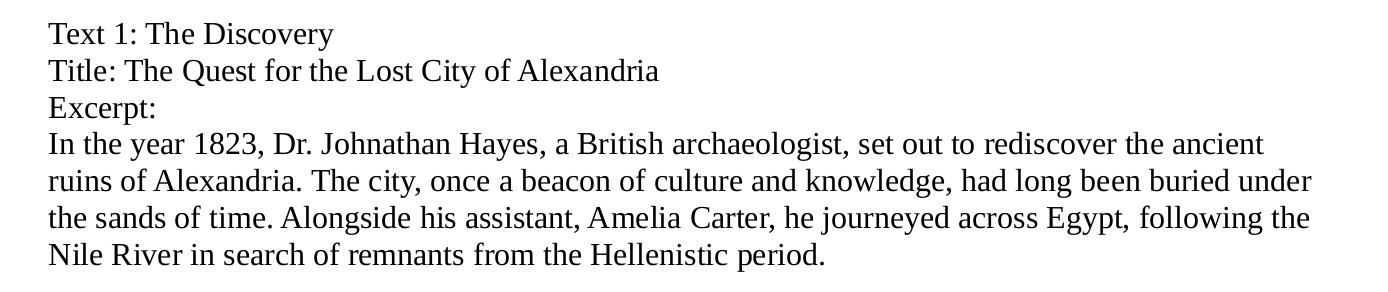 Text 1: The Discovery
Title: The Quest for the Lost City of Alexandria
Excerpt:
In the year 1823, Dr. Johnathan Hayes, a British archaeologist, set out to rediscover the ancient
ruins of Alexandria. The city, once a beacon of culture and knowledge, had long been buried under
the sands of time. Alongside his assistant, Amelia Carter, he journeyed across Egypt, following the
Nile River in search of remnants from the Hellenistic period.